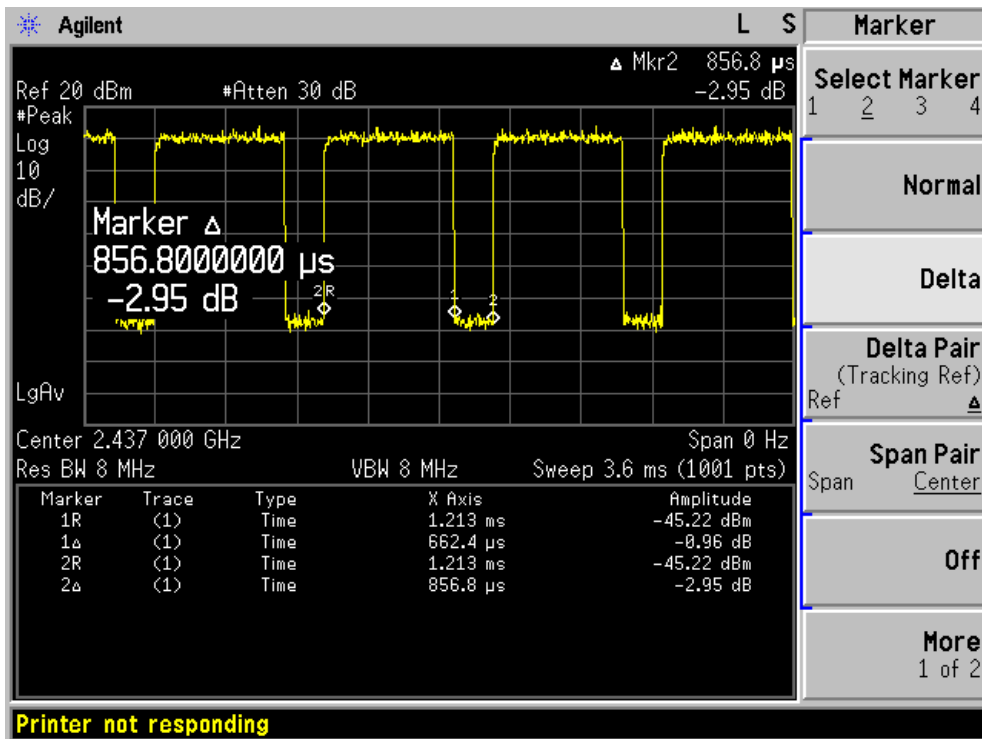 Agilent
L S
Marker
Δ Mkr2 856.8 µs
Ref 20 dBm #Atten 30 dB -2.95 dB
#Peak
Log
10
dB/
Marker Δ
856.8000000 µs
-2.95 dB
2R
1
2
LgAv
Center 2.437 000 GHz Span 0 Hz
Res BW 8 MHz VBW 8 MHz Sweep 3.6 ms (1001 pts)
Marker Trace Type X Axis Amplitude
1R (1) Time 1.213 ms -45.22 dBm
1Δ (1) Time 662.4 µs -0.96 dB
2R (1) Time 1.213 ms -45.22 dBm
2Δ (1) Time 856.8 µs -2.95 dB
Select Marker
1 2 3 4
Normal
Delta
Delta Pair
(Tracking Ref)
Ref Δ
Span Pair
Span Center
Off
More
1 of 2
Printer not responding